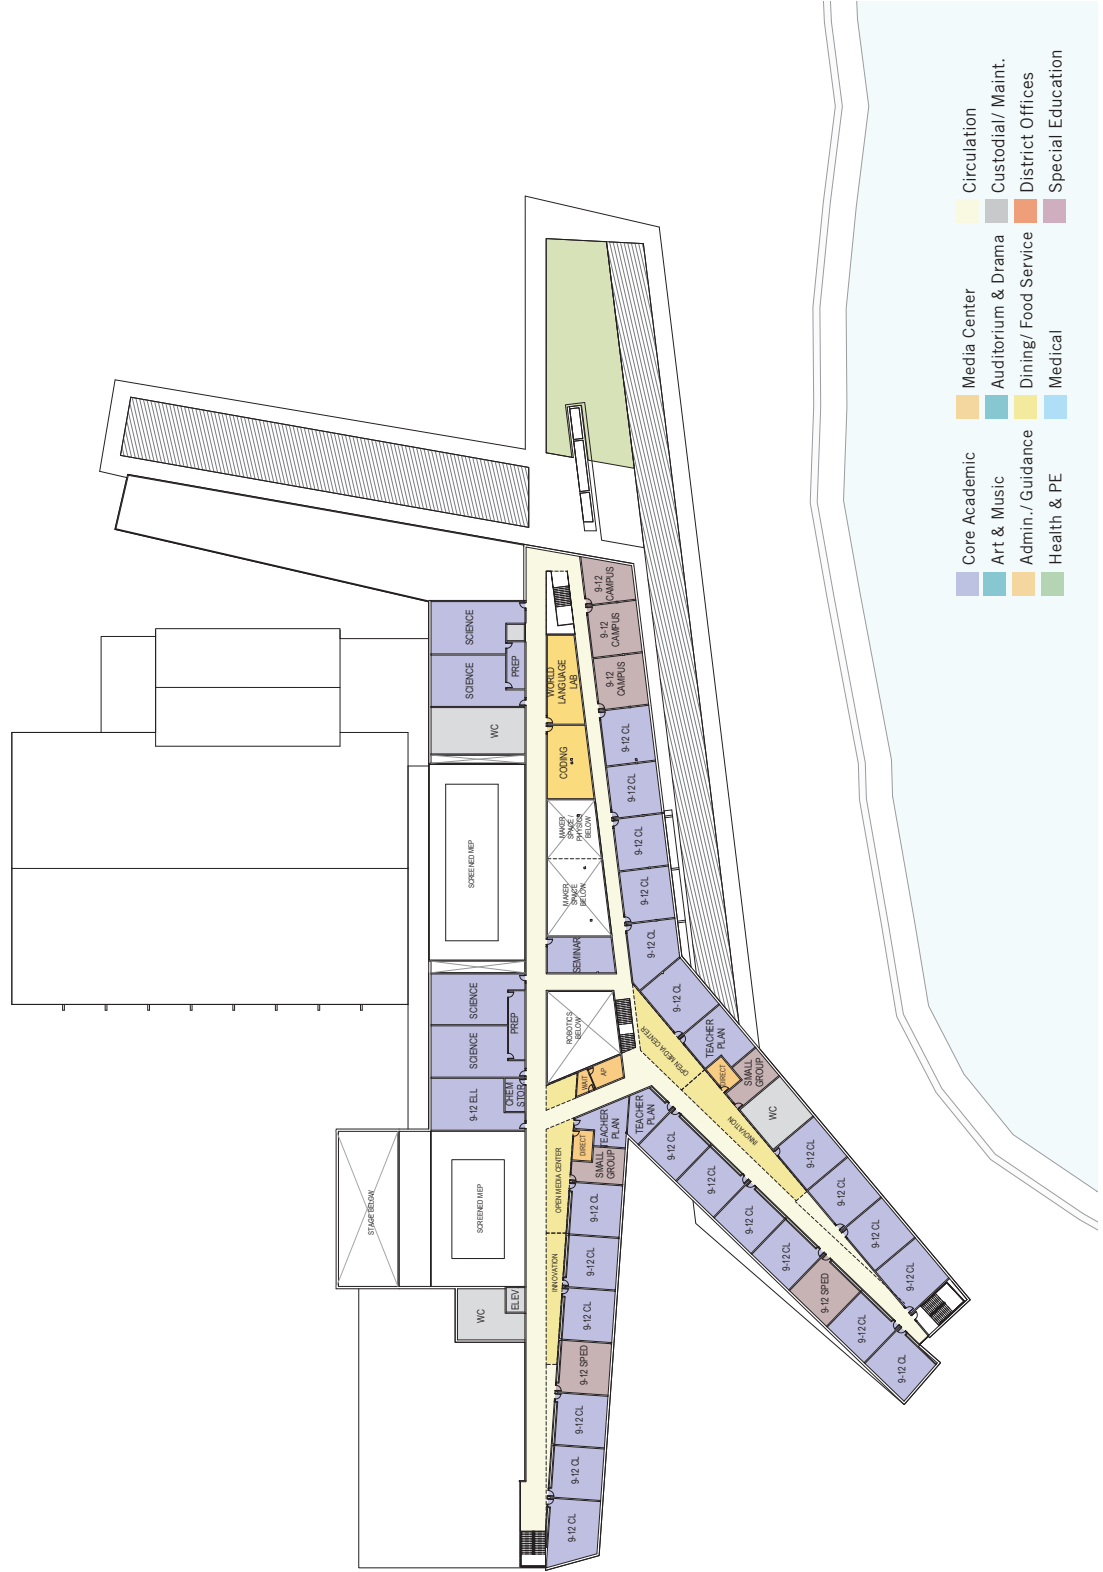 STAGE BELOW
WC
SCREENED MEP
9-12 ELL
SCIENCE
SCIENCE
SCREENED MEP
WC
SCIENCE
SCIENCE
ELEV
CHEM
STOR
PREP
PREP
INNOVATION
OPEN MEDIA CENTER
DIRECT
WAIT
AP
ROBOTICS
BELOW
SEMINAR
MAKER
SPACE
BELOW
MAKER
SPACE /
PHYSICS
BELOW
CODING
WORLD
LANGUAGE
LAB
9-12 CL
9-12 CL
9-12 CL
9-12 SPED
9-12 CL
9-12 CL
9-12 CL
SMALL
GROUP
TEACHER
PLAN
9-12 CL
9-12 CL
9-12 CL
9-12 CL
9-12 CL
9-12
CAMPUS
9-12
CAMPUS
9-12
CAMPUS
9-12 CL
9-12 CL
9-12 SPED
9-12 CL
9-12 CL
9-12 CL
9-12 CL
TEACHER
PLAN
INNOVATION
OPEN MEDIA CENTER
9-12 CL
9-12 CL
9-12 CL
9-12 CL
WC
SMALL
GROUP
DIRECT
TEACHER
PLAN
9-12 CL
Core Academic
Media Center
Circulation
Art & Music
Auditorium & Drama
Custodial/ Maint.
Admin./ Guidance
Dining/ Food Service
District Offices
Health & PE
Medical
Special Education